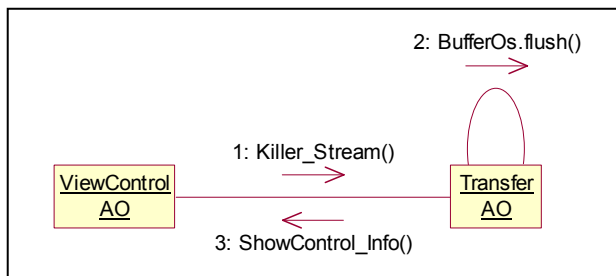 2: BufferOs.flush()
1: Killer_Stream()
ViewControl
AO
Transfer
AO
3: ShowControl_Info()